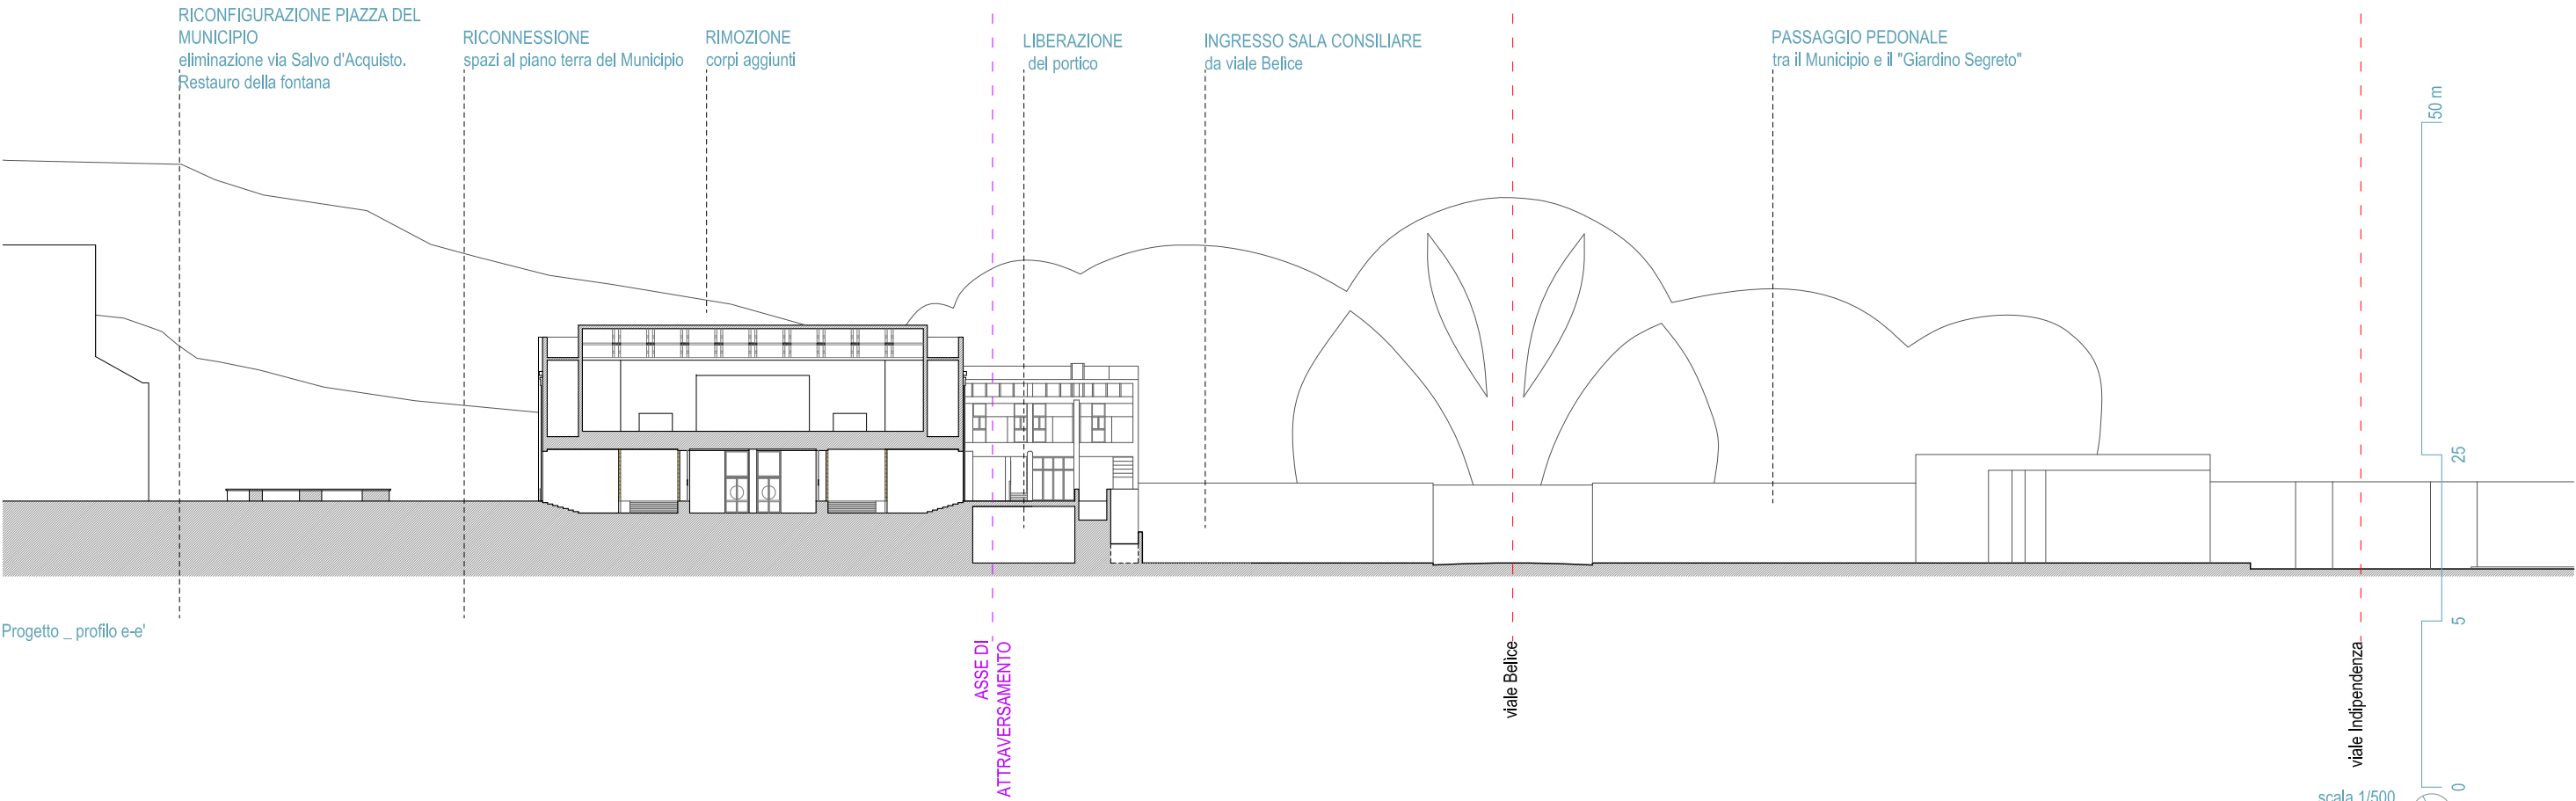 RICONFIGURAZIONE PIAZZA DEL
MUNICIPIO
eliminazione via Salvo d'Acquisto.
Restauro della fontana
RICONNESSIONE
spazi al piano terra del Municipio
RIMOZIONE
corpi aggiunti
LIBERAZIONE
del portico
INGRESSO SALA CONSILIARE
da viale Belice
PASSAGGIO PEDONALE
tra il Municipio e il "Giardino Segreto"
50 m
25
5
0
Progetto _ profilo e-e'
ASSE DI
ATTRAVERSAMENTO
viale Belice
viale Indipendenza
scala 1/500